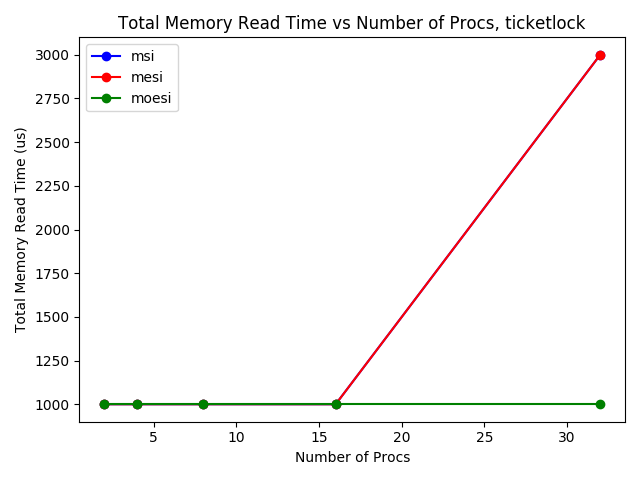 Total Memory Read Time vs Number of Procs, ticketlock
msi
mesi
moesi
Total Memory Read Time (us)
3000
2750
2500
2250
2000
1750
1500
1250
1000
5 10 15 20 25 30
Number of Procs